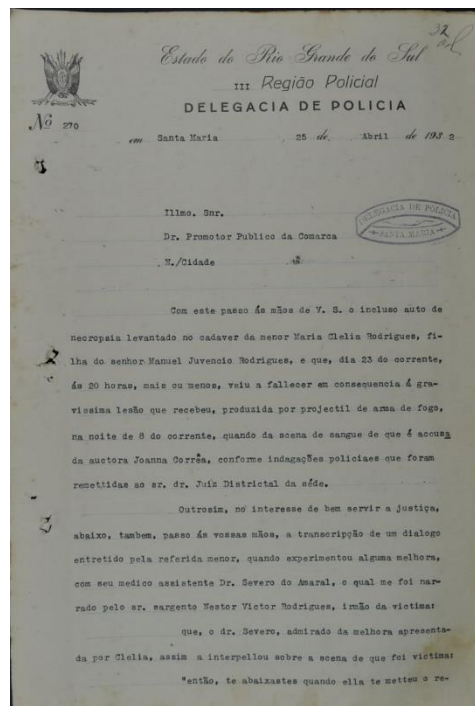 32
Estado do Rio Grande do Sul
III Região Policial
DELEGACIA DE POLICIA
Nº 270
em Santa Maria, 25 de Abril de 1932
DELEGACIA DE POLICIA
SANTA MARIA
Illmo. Snr.
Dr. Promotor Publico da Comarca
N./Cidade
Com este passo ás mãos de V. S. o incluso auto de
necropsia levantado no cadaver da menor Maria Clelia Rodrigues, fi-
lha do senhor Manuel Juvencio Rodrigues, e que, dia 23 do corrente,
ás 20 horas, mais ou menos, veiu a fallecer em consequencia á gra-
vissima lesão que recebeu, produzida por projectil de arma de fogo,
na noite de 8 do corrente, quando da scena de sangue de que é accusa
da auctora Joanna Corrêa, conforme indagações policiaes que foram
remettidas ao sr. dr. Juis Districtal da séde.
Outrosim, no interesse de bem servir a justiça,
abaixo, tambem, passo ás vossas mãos, a transcripção de um dialogo
entretido pela referida menor, quando experimentou alguma melhora,
com seu medico assistente Dr. Severo do Amaral, o qual me foi nar-
rado pelo sr. sargento Nestor Victor Rodrigues, irmão da victima:
que, o dr. Severo, admirado da melhora apresenta-
da por Clelia, assim a interpellou sobre a scena de que foi victima:
"então, te abaixastes quando ella te metteu o re-